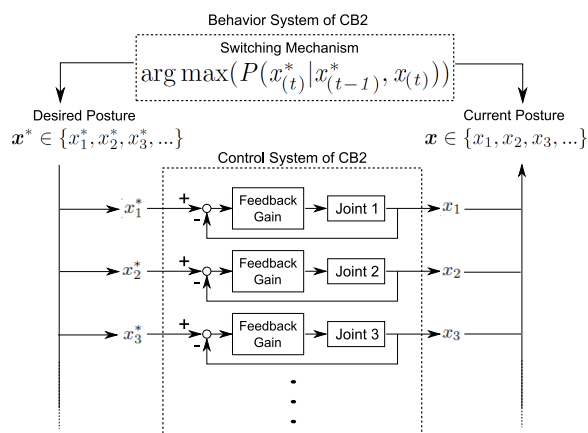 Behavior System of CB2
Switching Mechanism
arg max(P(x*(t)|x*(t−1), x(t)))
Desired Posture
x* ∈ {x*1, x*2, x*3, ...}
Current Posture
x ∈ {x1, x2, x3, ...}
Control System of CB2
x*1 + - Feedback Gain Joint 1 x1
x*2 + - Feedback Gain Joint 2 x2
x*3 + - Feedback Gain Joint 3 x3